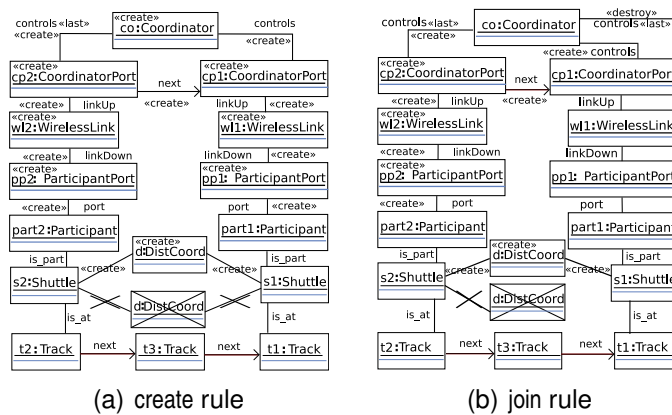 «create»
co:Coordinator
controls «last»
«create»
controls
«create»
«create»
cp2:CoordinatorPort
next
«create»
«create»
cp1:CoordinatorPort
«create»
linkUp
linkUp
«create»
«create»
wl2:WirelessLink
wl1:WirelessLink
«create»
linkDown
linkDown
«create»
«create»
pp2: ParticipantPort
pp1: ParticipantPort
«create»
port
port
«create»
part2:Participant
part1:Participant
is_part
is_part
«create»
d:DistCoord
«create»
«create»
s2:Shuttle
s1:Shuttle
d:DistCoord
is_at
is_at
t2:Track
next
t3:Track
next
t1:Track
(a) create rule
co:Coordinator
«destroy»
controls «last»
controls «last»
«create»
«create»
controls
«create»
cp2:CoordinatorPort
next
«create»
cp1:CoordinatorPort
«create»
linkUp
linkUp
«create»
wl2:WirelessLink
wl1:WirelessLink
«create»
linkDown
linkDown
«create»
pp2: ParticipantPort
pp1: ParticipantPort
«create»
port
port
part2:Participant
part1:Participant
is_part
is_part
«create»
d:DistCoord
«create»
«create»
s2:Shuttle
s1:Shuttle
d:DistCoord
is_at
is_at
t2:Track
next
t3:Track
next
t1:Track
(b) join rule